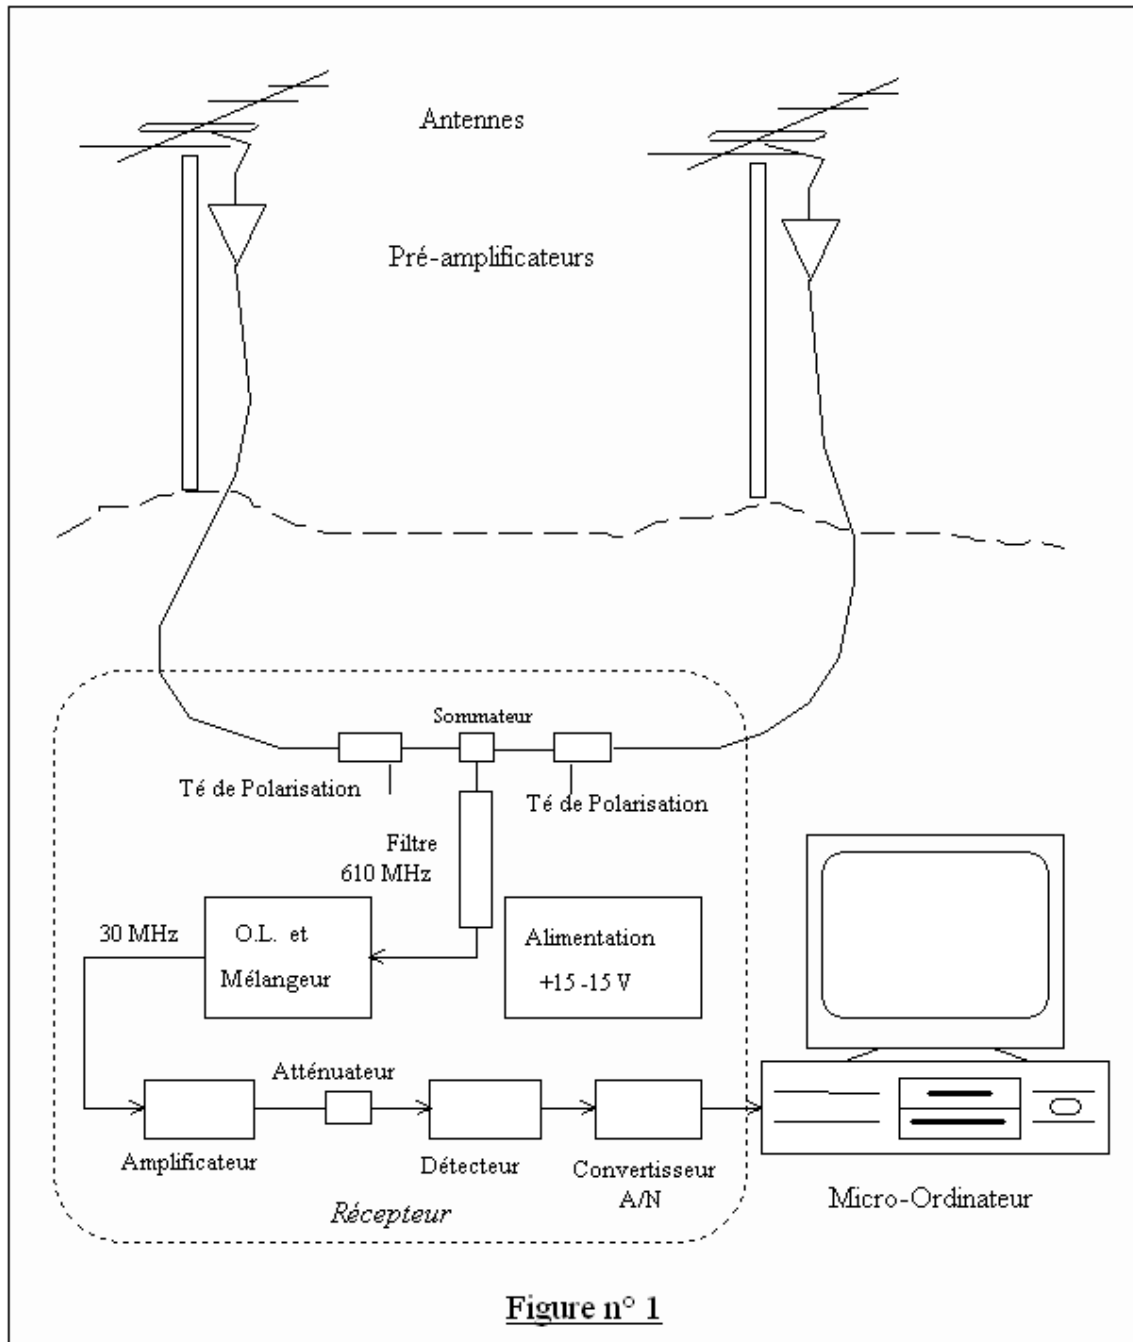 Antennes
Pré-amplificateurs
Sommateur
Té de Polarisation
Té de Polarisation
Filtre
610 MHz
30 MHz
O.L. et
Mélangeur
Alimentation
+15 -15 V
Atténuateur
Amplificateur
Détecteur
Convertisseur
A/N
Récepteur
Micro-Ordinateur
Figure n° 1